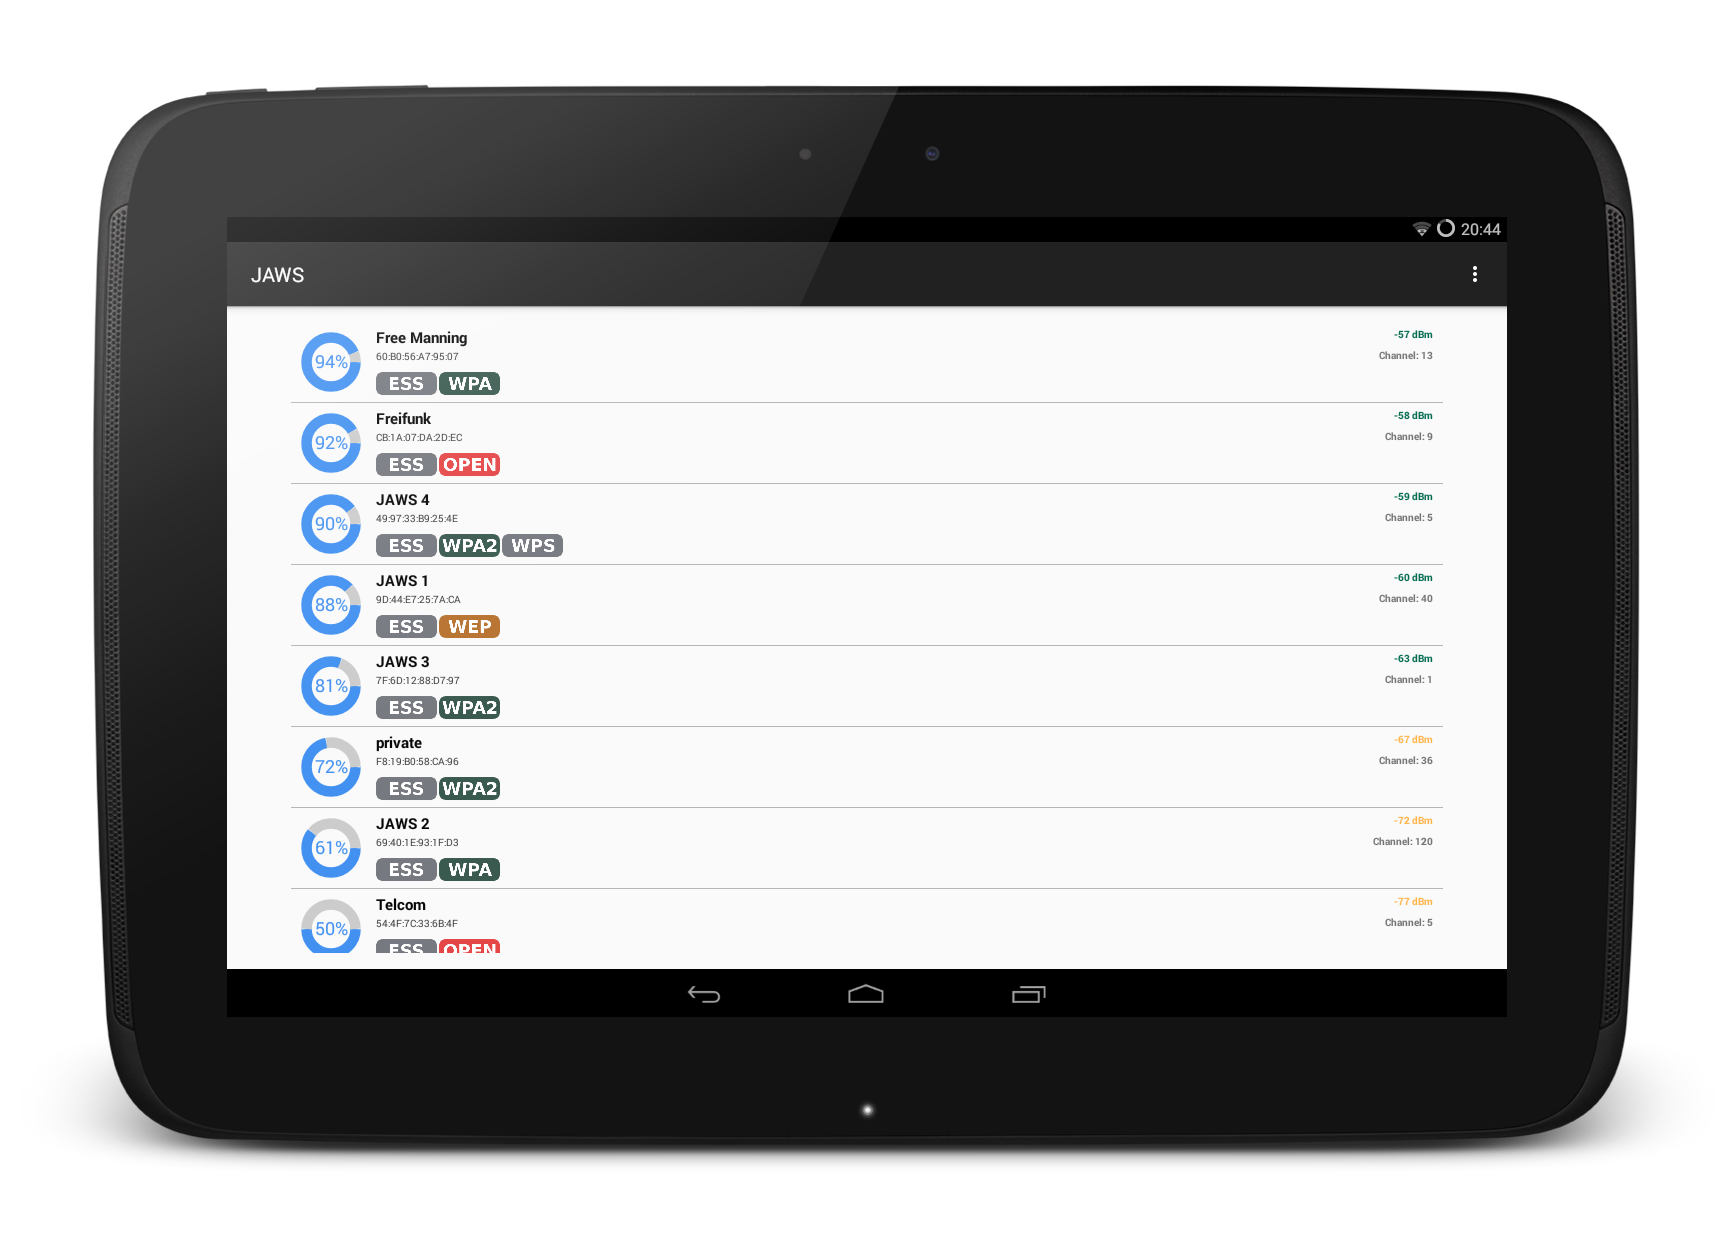 20:44
JAWS
94%
Free Manning
60:B0:56:A7:95:07
ESS WPA
-57 dBm
Channel: 13
92%
Freifunk
CB:1A:07:DA:2D:EC
ESS OPEN
-58 dBm
Channel: 9
90%
JAWS 4
49:97:33:B9:25:4E
ESS WPA2 WPS
-59 dBm
Channel: 5
88%
JAWS 1
9D:44:E7:25:7A:CA
ESS WEP
-60 dBm
Channel: 40
81%
JAWS 3
7F:6D:12:88:D7:97
ESS WPA2
-63 dBm
Channel: 1
72%
private
F8:19:B0:58:CA:96
ESS WPA2
-67 dBm
Channel: 36
61%
JAWS 2
69:40:1E:93:1F:D3
ESS WPA
-72 dBm
Channel: 120
50%
Telcom
54:4F:7C:33:6B:4F
ESS OPEN
-77 dBm
Channel: 5